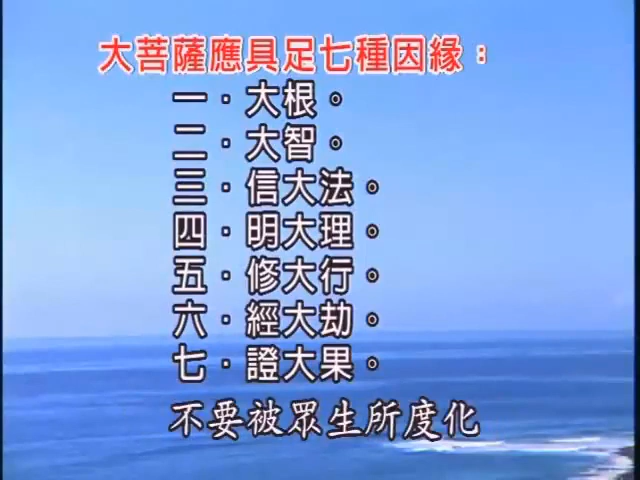 大菩薩應具足七種因緣：
一．大根。
二．大智。
三．信大法。
四．明大理。
五．修大行。
六．經大劫。
七．證大果。
不要被眾生所度化